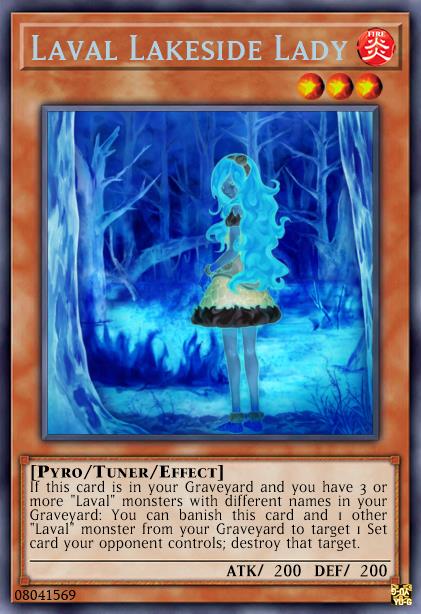 Laval Lakeside Lady
FIRE
炎
[Pyro/Tuner/Effect]
If this card is in your Graveyard and you have 3 or
more "Laval" monsters with different names in your
Graveyard: You can banish this card and 1 other
"Laval" monster from your Graveyard to target 1 Set
card your opponent controls; destroy that target.
ATK/ 200 DEF/ 200
08041569